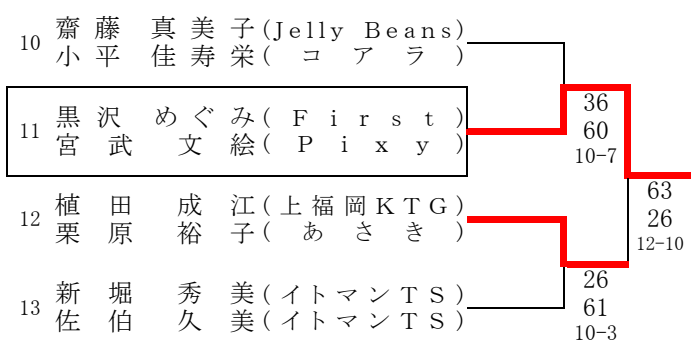 10 齋藤 真美子(Jelly Beans)
小平 佳寿栄(コアラ)
11 黒沢 めぐみ(First)
宮武 文絵(Pixy)
12 植田 成江(上福岡KTG)
栗原 裕子(あさき)
13 新堀 秀美(イトマンTS)
佐伯 久美(イトマンTS)
36
60
10-7
26
61
10-3
63
26
12-10